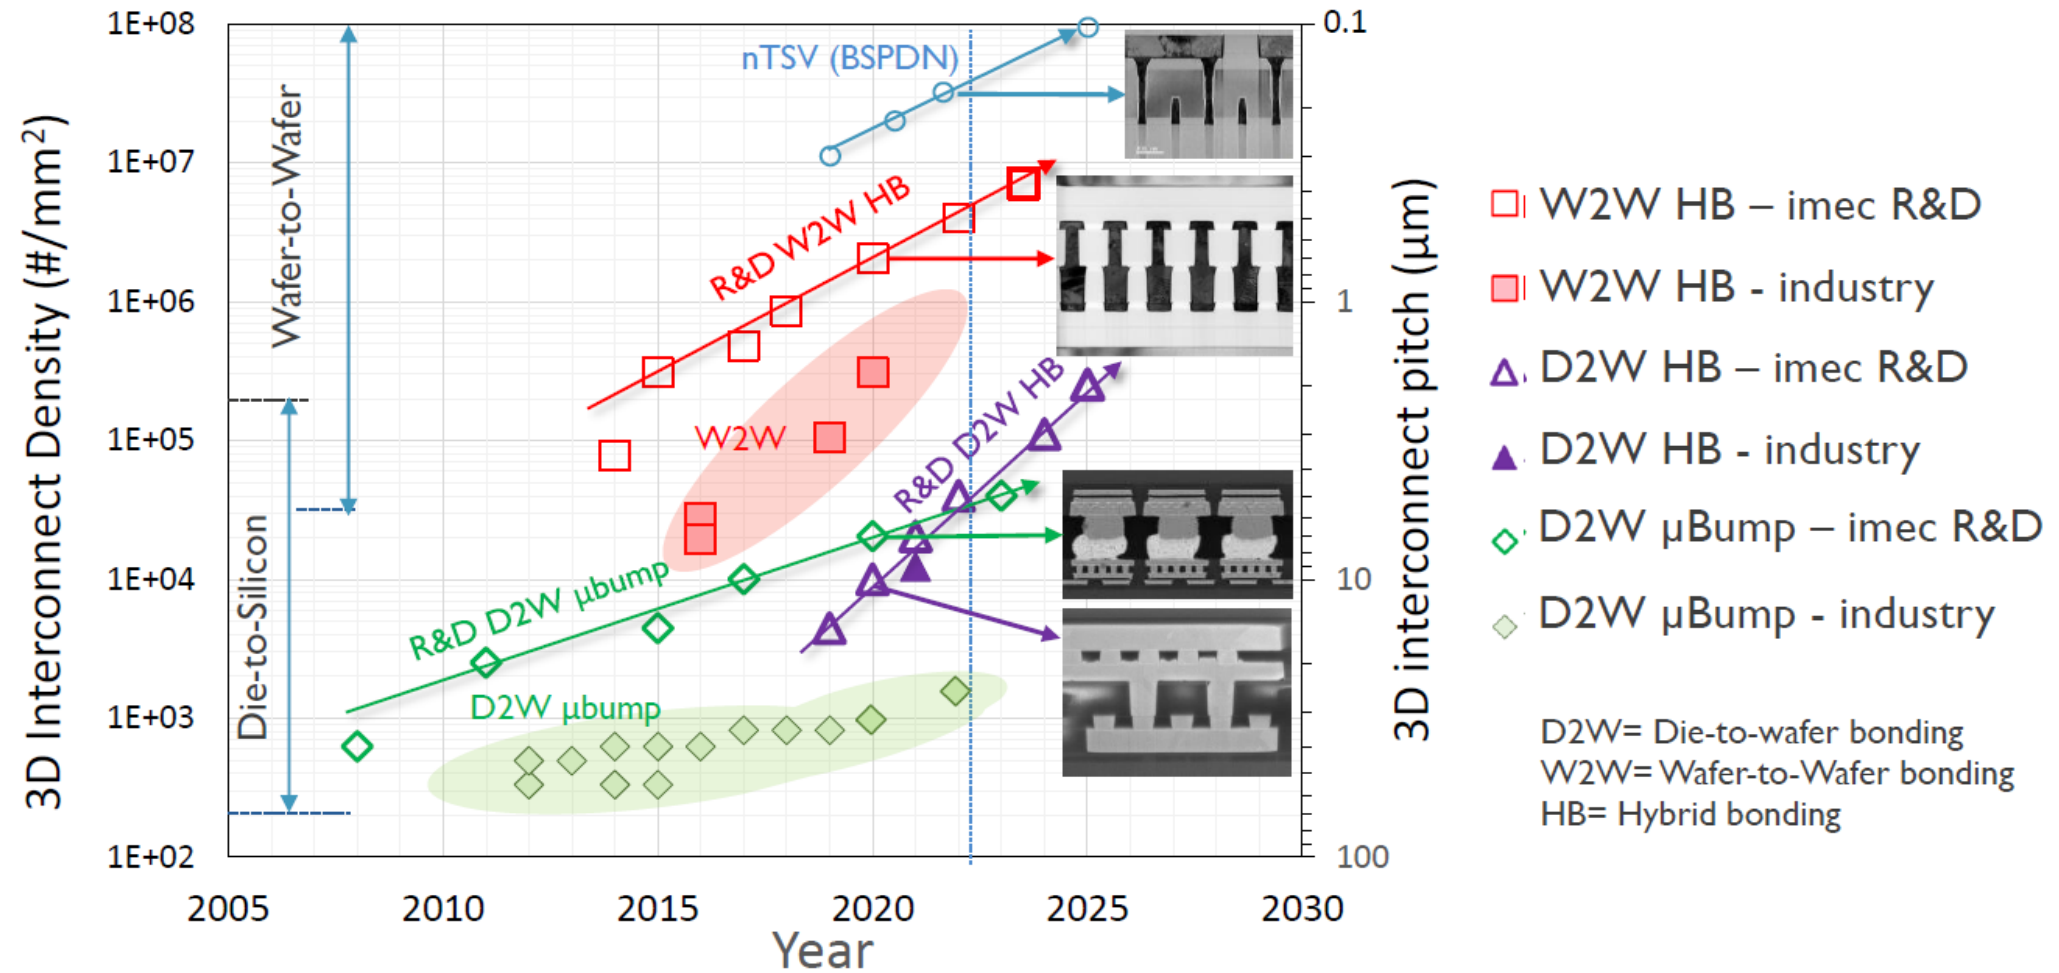 1E+08
1E+07
1E+06
1E+05
1E+04
1E+03
1E+02
3D Interconnect Density (#/mm2)
Wafer-to-Wafer
Die-to-Silicon
nTSV (BSPDN)
R&D W2W HB
W2W
R&D D2W HB
R&D D2W µbump
D2W µbump
0.1
1
10
100
3D interconnect pitch (µm)
2005
2010
2015
2020
2025
2030
Year
W2W HB – imec R&D
W2W HB - industry
D2W HB – imec R&D
D2W HB - industry
D2W µBump – imec R&D
D2W µBump - industry
D2W= Die-to-wafer bonding
W2W= Wafer-to-Wafer bonding
HB= Hybrid bonding